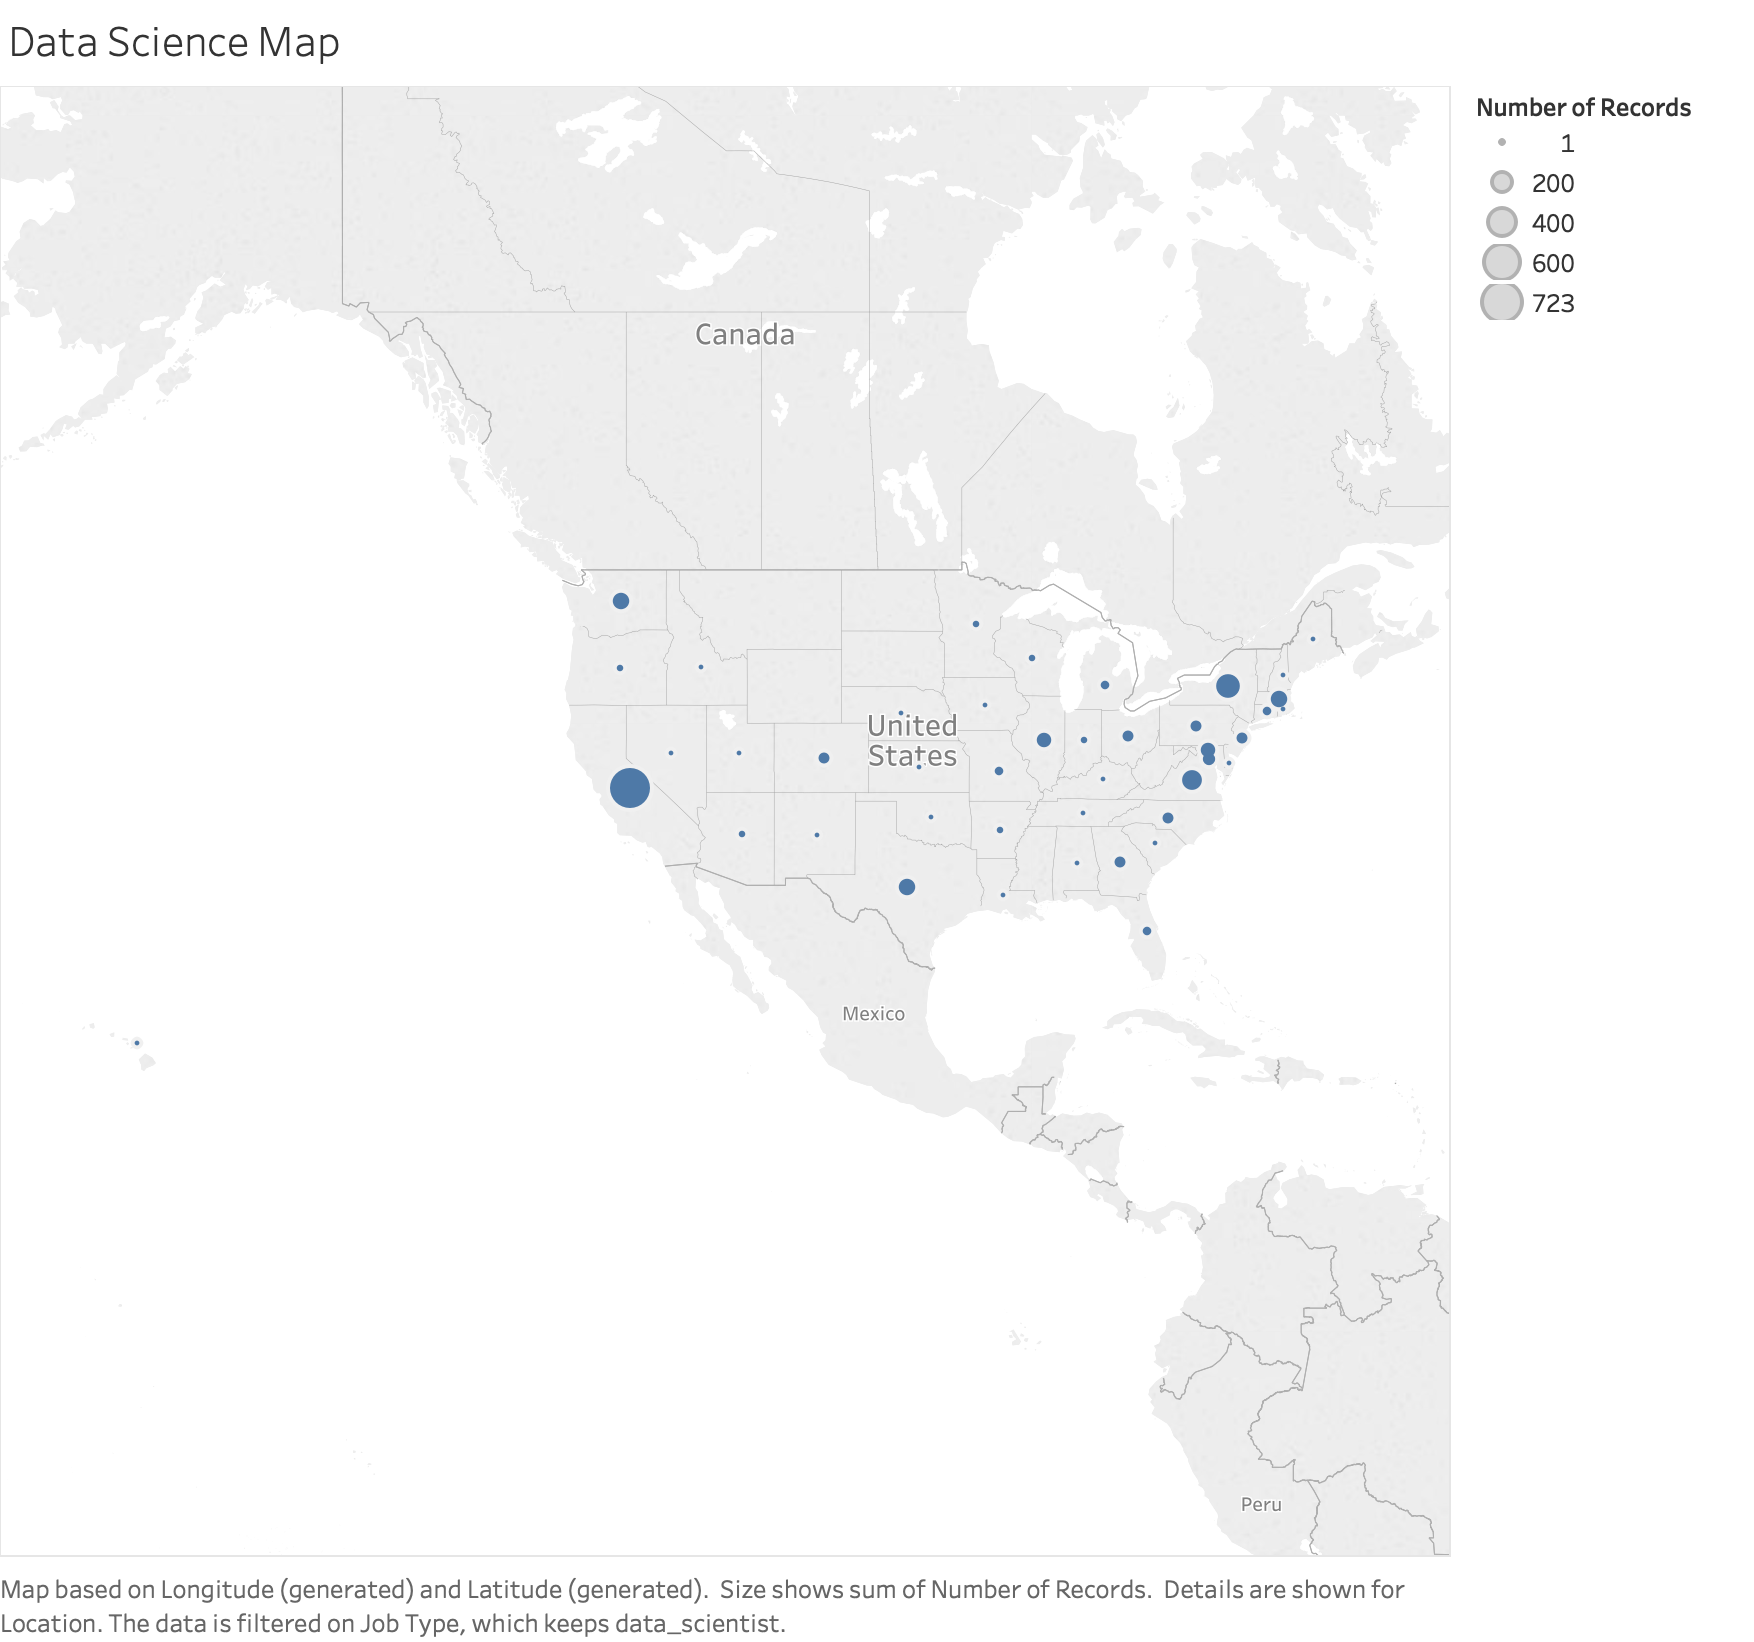 Data Science Map
Number of Records
1
200
400
600
723
Canada
United
States
Mexico
Peru
Map based on Longitude (generated) and Latitude (generated).  Size shows sum of Number of Records.  Details are shown for
Location. The data is filtered on Job Type, which keeps data_scientist.